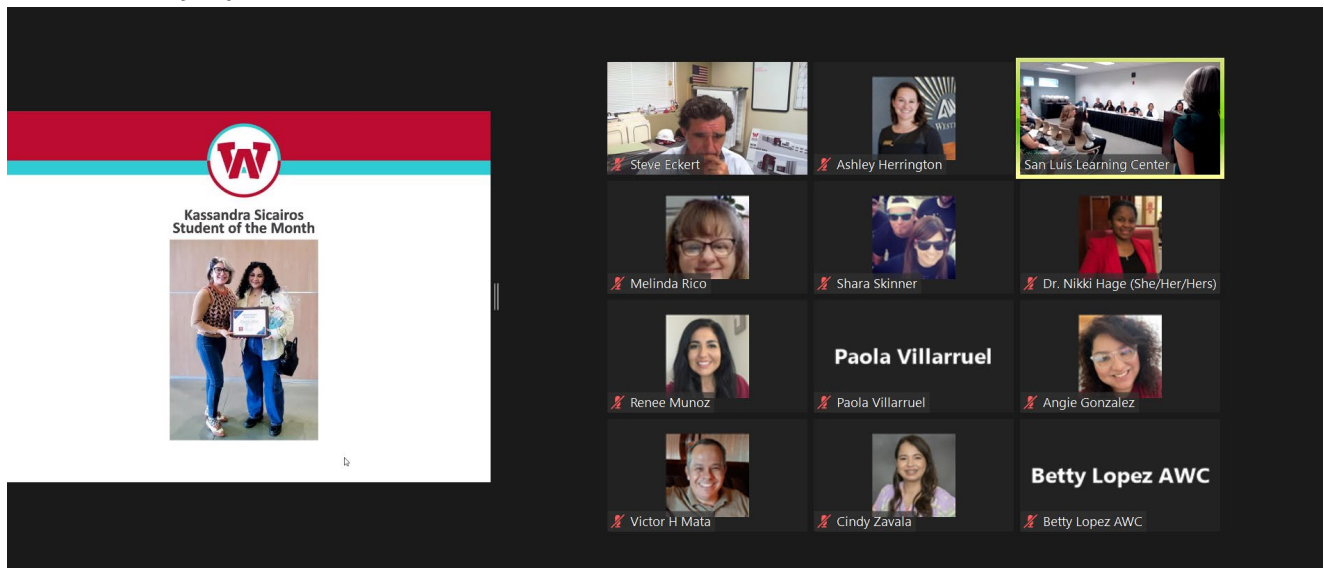 W
Kassandra Sicairos
Student of the Month
Steve Eckert
Ashley Herrington
WEST
San Luis Learning Center
Melinda Rico
Shara Skinner
Dr. Nikki Hage (She/Her/Hers)
Renee Munoz
Paola Villarruel
Paola Villarruel
Angie Gonzalez
Victor H Mata
Cindy Zavala
Betty Lopez AWC
Betty Lopez AWC